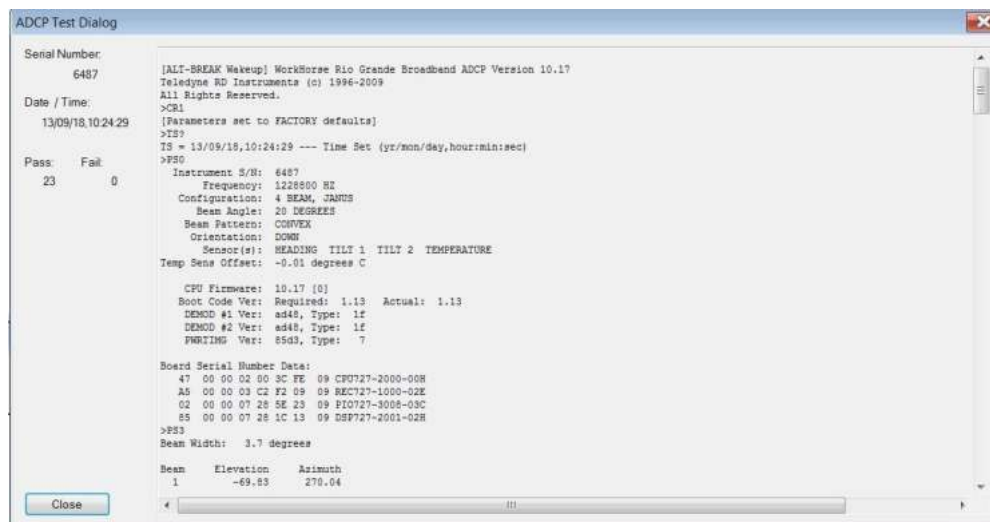 ADCP Test Dialog
Serial Number:
6487
Date / Time:
13/09/18,10:24:29
Pass: Fail:
23 0
Close
[ALT-BREAK Wakeup] WorkHorse Rio Grande Broadband ADCP Version 10.17
Teledyne RD Instruments (c) 1996-2009
All Rights Reserved.
>CR1
[Parameters set to FACTORY defaults]
>TS?
TS = 13/09/18,10:24:29 --- Time Set (yr/mon/day,hour:min:sec)
>PS0
Instrument S/N: 6487
Frequency: 1228800 HZ
Configuration: 4 BEAM, JANUS
Beam Angle: 20 DEGREES
Beam Pattern: CONVEX
Orientation: DOWN
Sensor(s): HEADING TILT 1 TILT 2 TEMPERATURE
Temp Sens Offset: -0.01 degrees C
CPU Firmware: 10.17 [0]
Boot Code Ver: Required: 1.13 Actual: 1.13
DEMOD #1 Ver: ad48, Type: 1f
DEMOD #2 Ver: ad48, Type: 1f
PWRTIMG Ver: 85d3, Type: 7
Board Serial Number Data:
47 00 00 02 00 3C FE 09 CPU727-2000-00H
A5 00 00 03 C2 F2 09 09 REC727-1000-02E
02 00 00 07 28 5E 23 09 PIO727-3008-03C
85 00 00 07 28 1C 13 09 DSP727-2001-02H
>PS3
Beam Width: 3.7 degrees
Beam Elevation Azimuth
1 -69.83 270.04